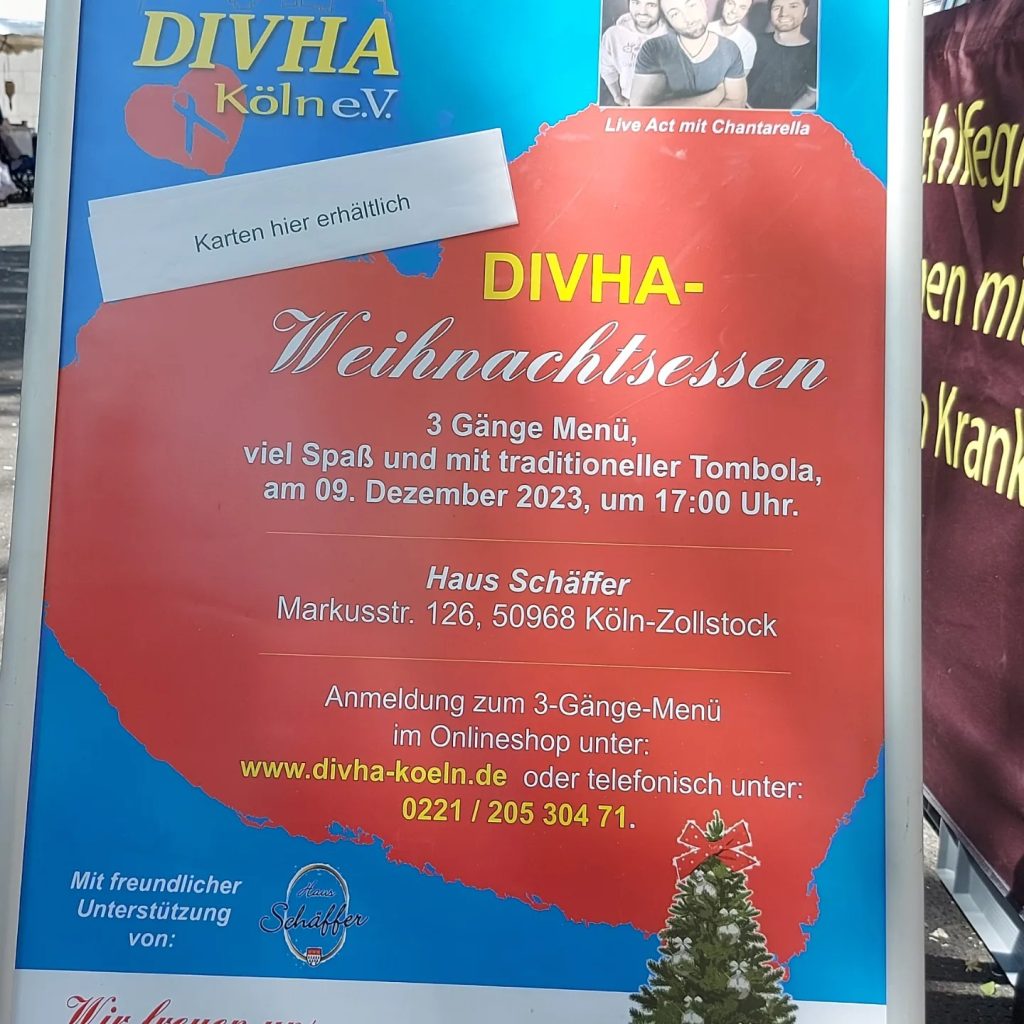 DIVHA
Köln e.V.
Live Act mit Chantarella
Karten hier erhältlich
DIVHA-
Weihnachtsessen
3 Gänge Menü,
viel Spaß und mit traditioneller Tombola,
am 09. Dezember 2023, um 17:00 Uhr.
Haus Schäffer
Markusstr. 126, 50968 Köln-Zollstock
Anmeldung zum 3-Gänge-Menü
im Onlineshop unter:
www.divha-koeln.de oder telefonisch unter:
0221 / 205 304 71.
Mit freundlicher
Unterstützung
von:
Haus
Schäffer
Wir freuen